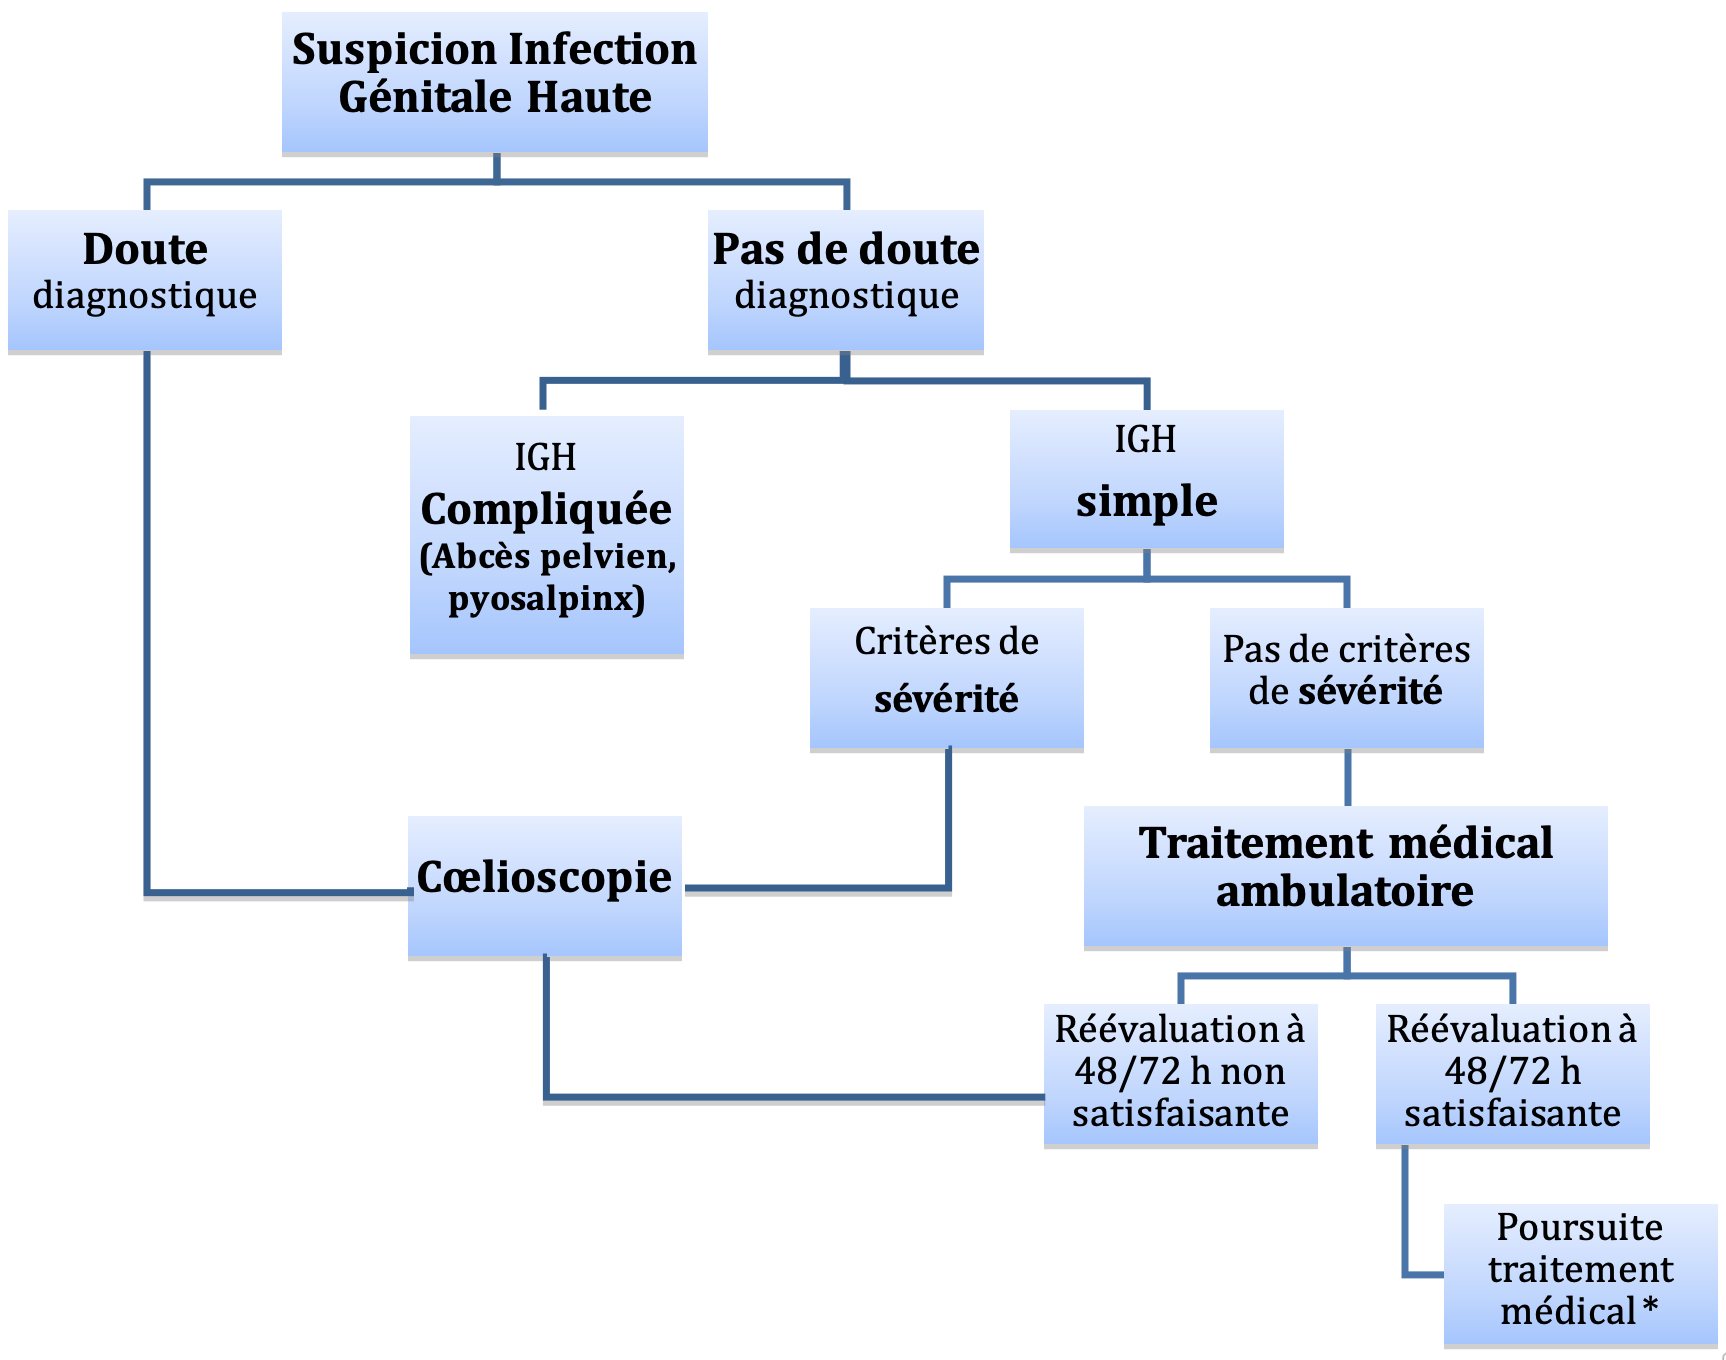 Suspicion Infection
Génitale Haute
Doute
diagnostique
Pas de doute
diagnostique
IGH
Compliquée
(Abcès pelvien,
pyosalpinx)
IGH
simple
Critères de
sévérité
Pas de critères
de sévérité
Cœlioscopie
Traitement médical
ambulatoire
Réévaluation à
48/72 h non
satisfaisante
Réévaluation à
48/72 h
satisfaisante
Poursuite
traitement
médical *